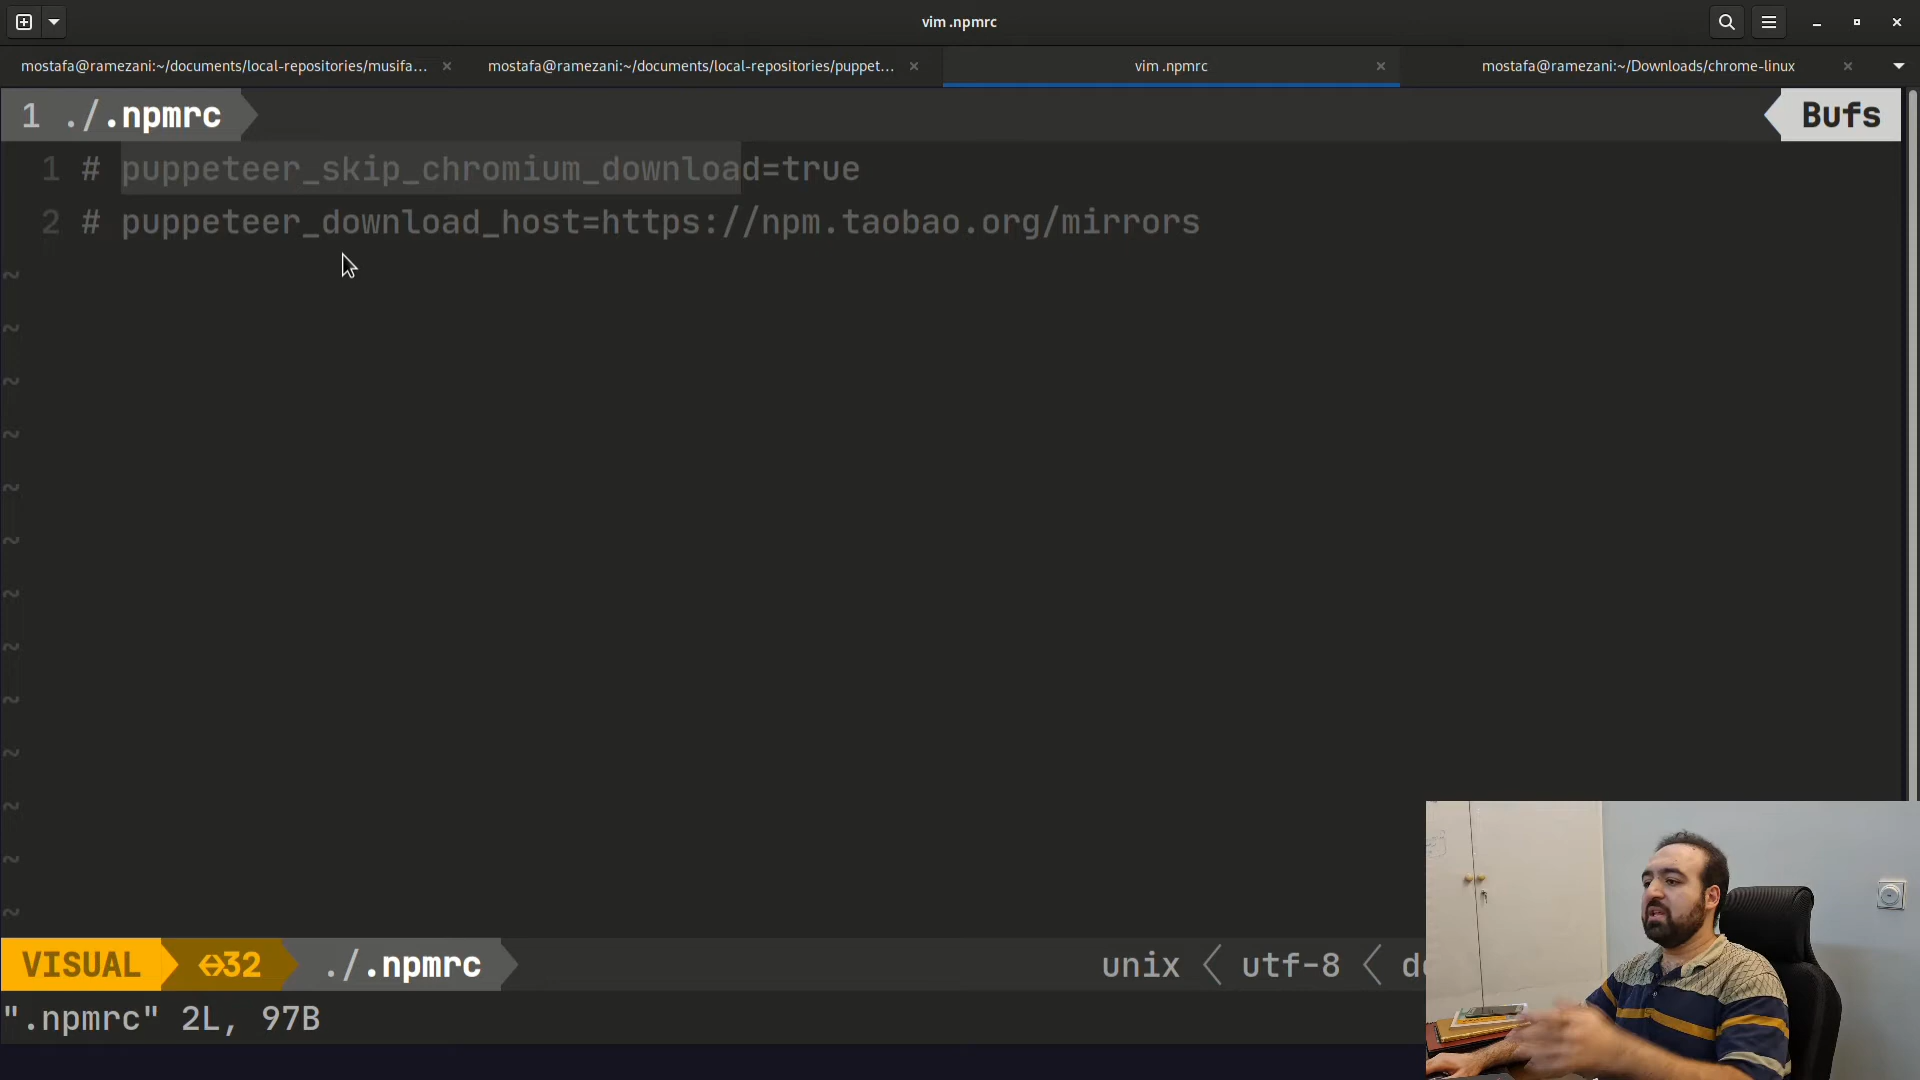 vim .npmrc
mostafa@ramezani:~/documents/local-repositories/musifa...
mostafa@ramezani:~/documents/local-repositories/puppet...
vim .npmrc
mostafa@ramezani:~/Downloads/chrome-linux
1 ./.npmrc
Bufs
1 # puppeteer_skip_chromium_download=true
2 # puppeteer_download_host=https://npm.taobao.org/mirrors
~
~
~
~
~
~
~
~
~
~
~
~
~
VISUAL
32
./.npmrc
unix
utf-8
".npmrc" 2L, 97B